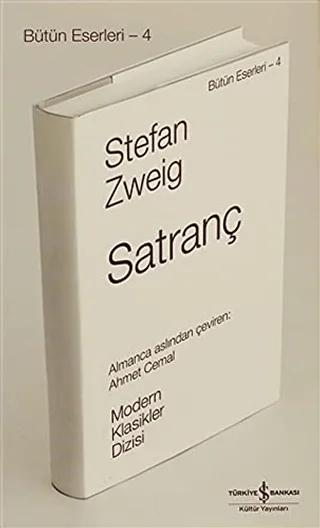 Bütün Eserleri – 4
Bütün Eserleri – 4
Stefan
Zweig
Satranç
Almanca aslından çeviren:
Ahmet Cemal
Modern
Klasikler
Dizisi
TÜRKİYE İŞ BANKASI
Kültür Yayınları